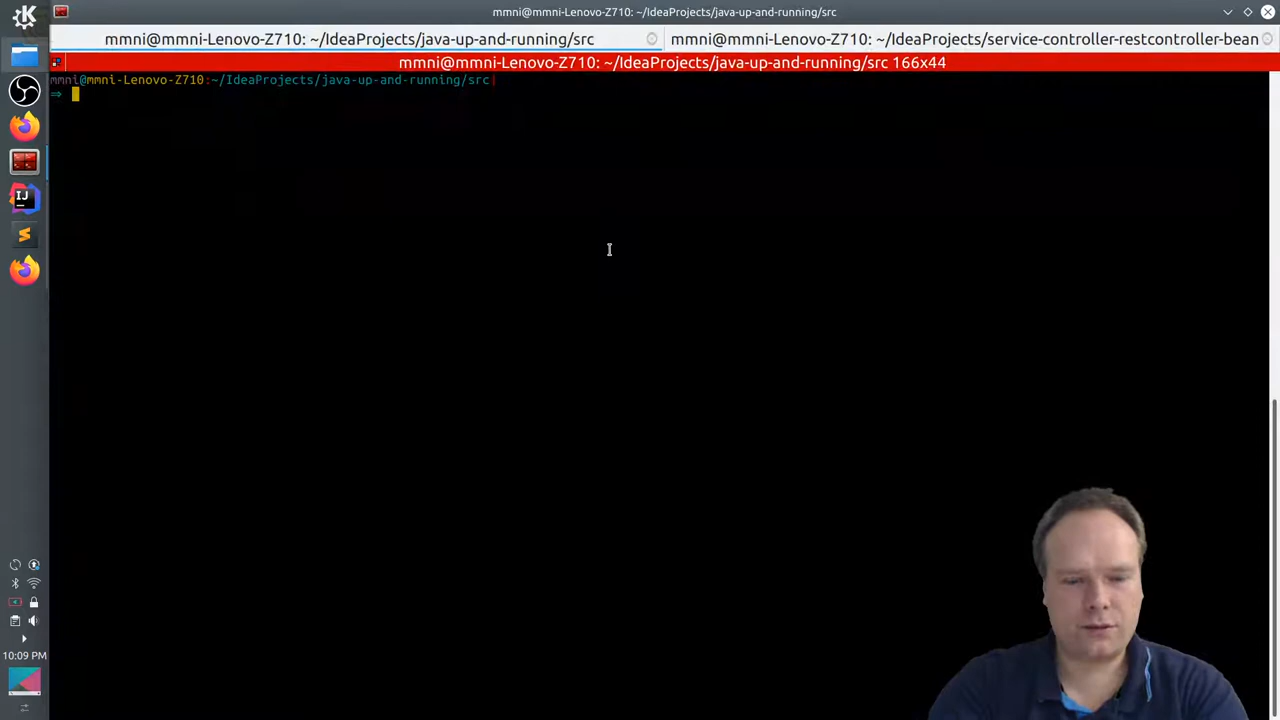 mmni@mmni-Lenovo-Z710: ~/IdeaProjects/java-up-and-running/src
mmni@mmni-Lenovo-Z710: ~/IdeaProjects/java-up-and-running/src
mmni@mmni-Lenovo-Z710: ~/IdeaProjects/service-controller-restcontroller-bean
mmni@mmni-Lenovo-Z710: ~/IdeaProjects/java-up-and-running/src 166x44
mmni@mmni-Lenovo-Z710:~/IdeaProjects/java-up-and-running/src
⇒
IJ
10:09 PM